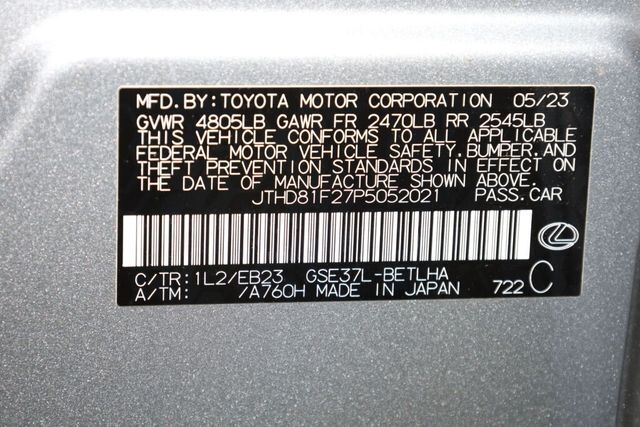 MFD.BY:TOYOTA MOTOR CORPORATION 05/23
GVWR 4805LB GAWR FR 2470LB RR 2545LB
THIS VEHICLE CONFORMS TO ALL APPLICABLE
FEDERAL MOTOR VEHICLE SAFETY,BUMPER,AND
THEFT PREVENTION STANDARDS IN EFFECT ON
THE DATE OF MANUFACTURE SHOWN ABOVE.
JTHD81F27P5052021 PASS.CAR
C/TR:1L2/EB23 GSE37L-BETLHA
A/TM: /A760H MADE IN JAPAN 722 C